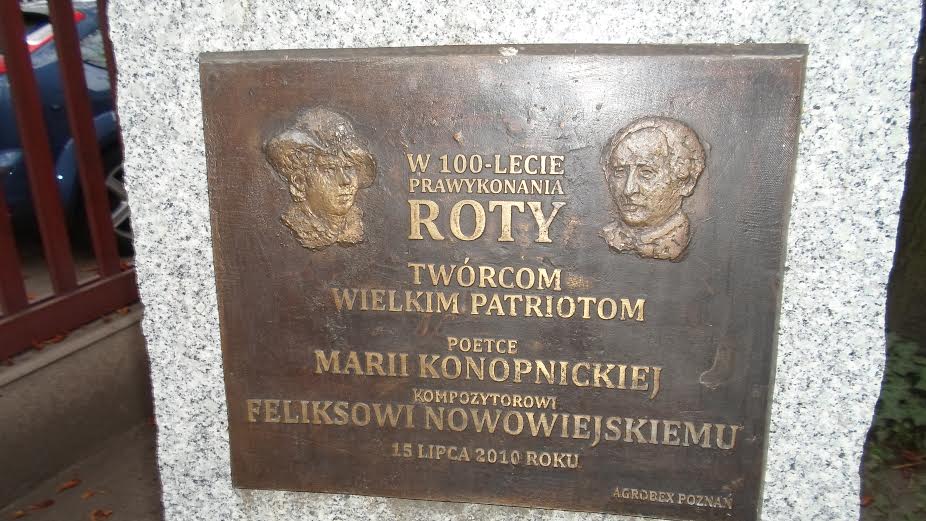 W 100-LECIE
PRAWYKONANIA
ROTY
TWÓRCOM
WIELKIM PATRIOTOM
POETCE
MARII KONOPNICKIEJ
KOMPOZYTOROWI
FELIKSOWI NOWOWIEJSKIEMU
15 LIPCA 2010 ROKU
AGROBEX POZNAŃ